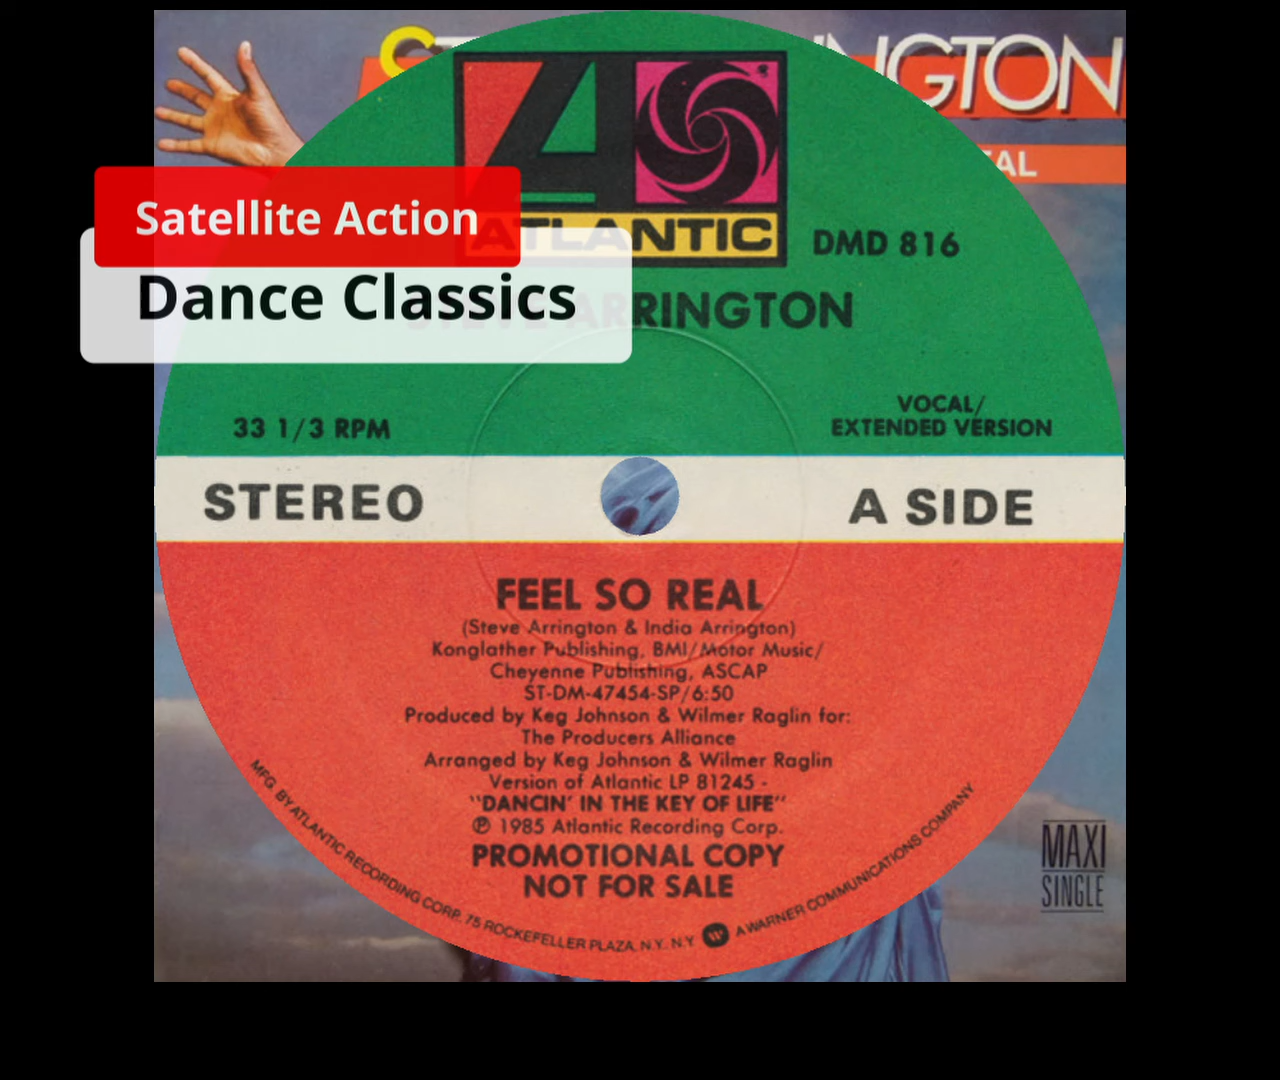 NGTON
AL
ATLANTIC
DMD 816
Satellite Action
Dance Classics
ARRINGTON
33 1/3 RPM
VOCAL/
EXTENDED VERSION
STEREO
A SIDE
FEEL SO REAL
(Steve Arrington & India Arrington)
Konglather Publishing, BMI/Motor Music/
Cheyenne Publishing, ASCAP
ST-DM-47454-SP/6:50
Produced by Keg Johnson & Wilmer Raglin for:
The Producers Alliance
Arranged by Keg Johnson & Wilmer Raglin
Version of Atlantic LP 81245 -
"DANCIN' IN THE KEY OF LIFE"
℗ 1985 Atlantic Recording Corp.
PROMOTIONAL COPY
NOT FOR SALE
MFG. BY ATLANTIC RECORDING CORP. 75 ROCKEFELLER PLAZA, N.Y. N.Y. W A WARNER COMMUNICATIONS COMPANY
MAXI
SINGLE